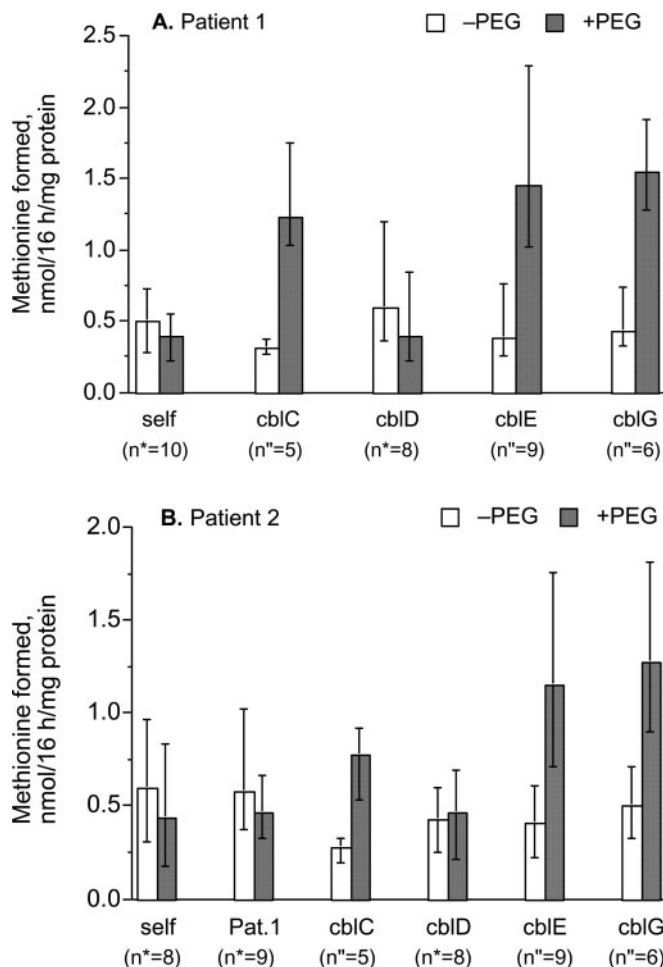 A. Patient 1
–PEG +PEG
Methionine formed,
nmol/16 h/mg protein
2.5
2.0
1.5
1.0
0.5
0.0
self cblC cblD cblE cblG
(n*=10) (n"=5) (n*=8) (n"=9) (n"=6)
B. Patient 2
–PEG +PEG
Methionine formed,
nmol/16 h/mg protein
2.0
1.5
1.0
0.5
0.0
self Pat.1 cblC cblD cblE cblG
(n*=8) (n*=9) (n"=5) (n*=8) (n"=9) (n"=6)